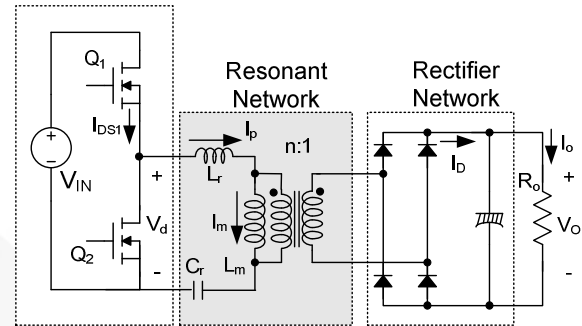 Q1
IDS1
VIN
+
Vd
-
Q2
Resonant
Network
Ip
n:1
Lr
Im
Lm
Cr
Rectifier
Network
ID
Io
Ro
+
VO
-